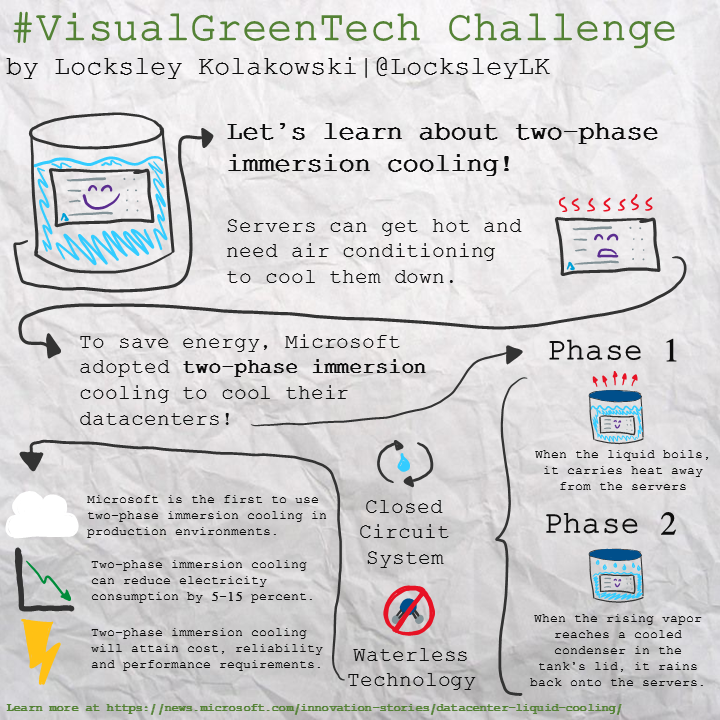 #VisualGreenTech Challenge
by Locksley Kolakowski|@LocksleyLK
Let's learn about two-phase
immersion cooling!
Servers can get hot and
need air conditioning
to cool them down.
To save energy, Microsoft
adopted two-phase immersion
cooling to cool their
datacenters!
Phase 1
When the liquid boils,
it carries heat away
from the servers
Phase 2
When the rising vapor
reaches a cooled
condenser in the
tank's lid, it rains
back onto the servers.
Closed
Circuit
System
Waterless
Technology
Microsoft is the first to use
two-phase immersion cooling in
production environments.
Two-phase immersion cooling
can reduce electricity
consumption by 5-15 percent.
Two-phase immersion cooling
will attain cost, reliability
and performance requirements.
Learn more at https://news.microsoft.com/innovation-stories/datacenter-liquid-cooling/